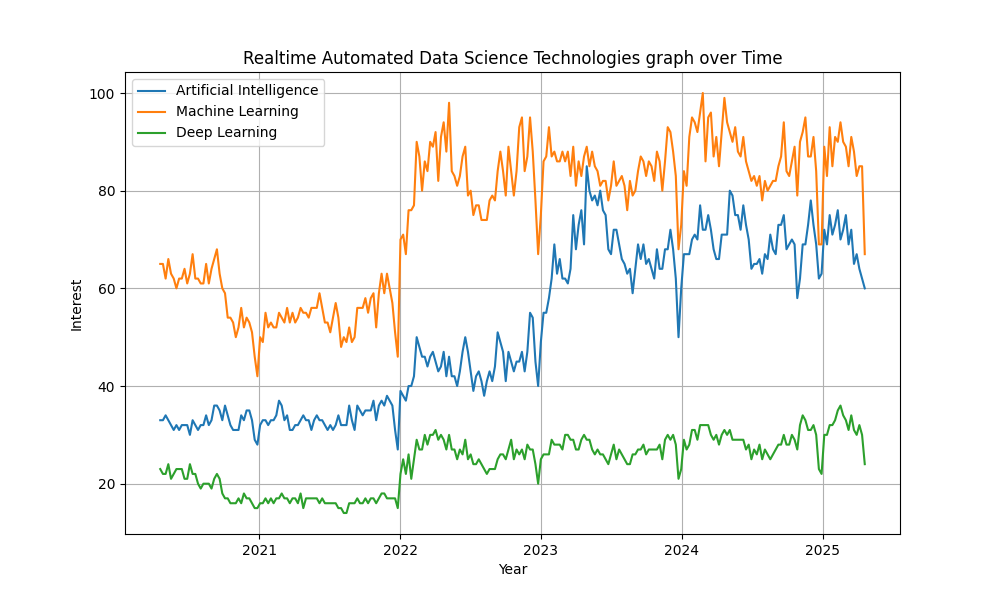 Realtime Automated Data Science Technologies graph over Time
Artificial Intelligence
Machine Learning
Deep Learning
100
80
60
40
20
Interest
2021
2022
2023
2024
2025
Year